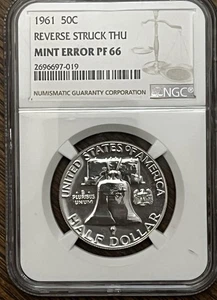 1961 50C
REVERSE STRUCK THU
MINT ERROR PF 66
2696697-019
NGC
NUMISMATIC GUARANTY CORPORATION
NGC
UNITED STATES OF AMERICA
E
PLURIBUS
UNUM
HALF DOLLAR